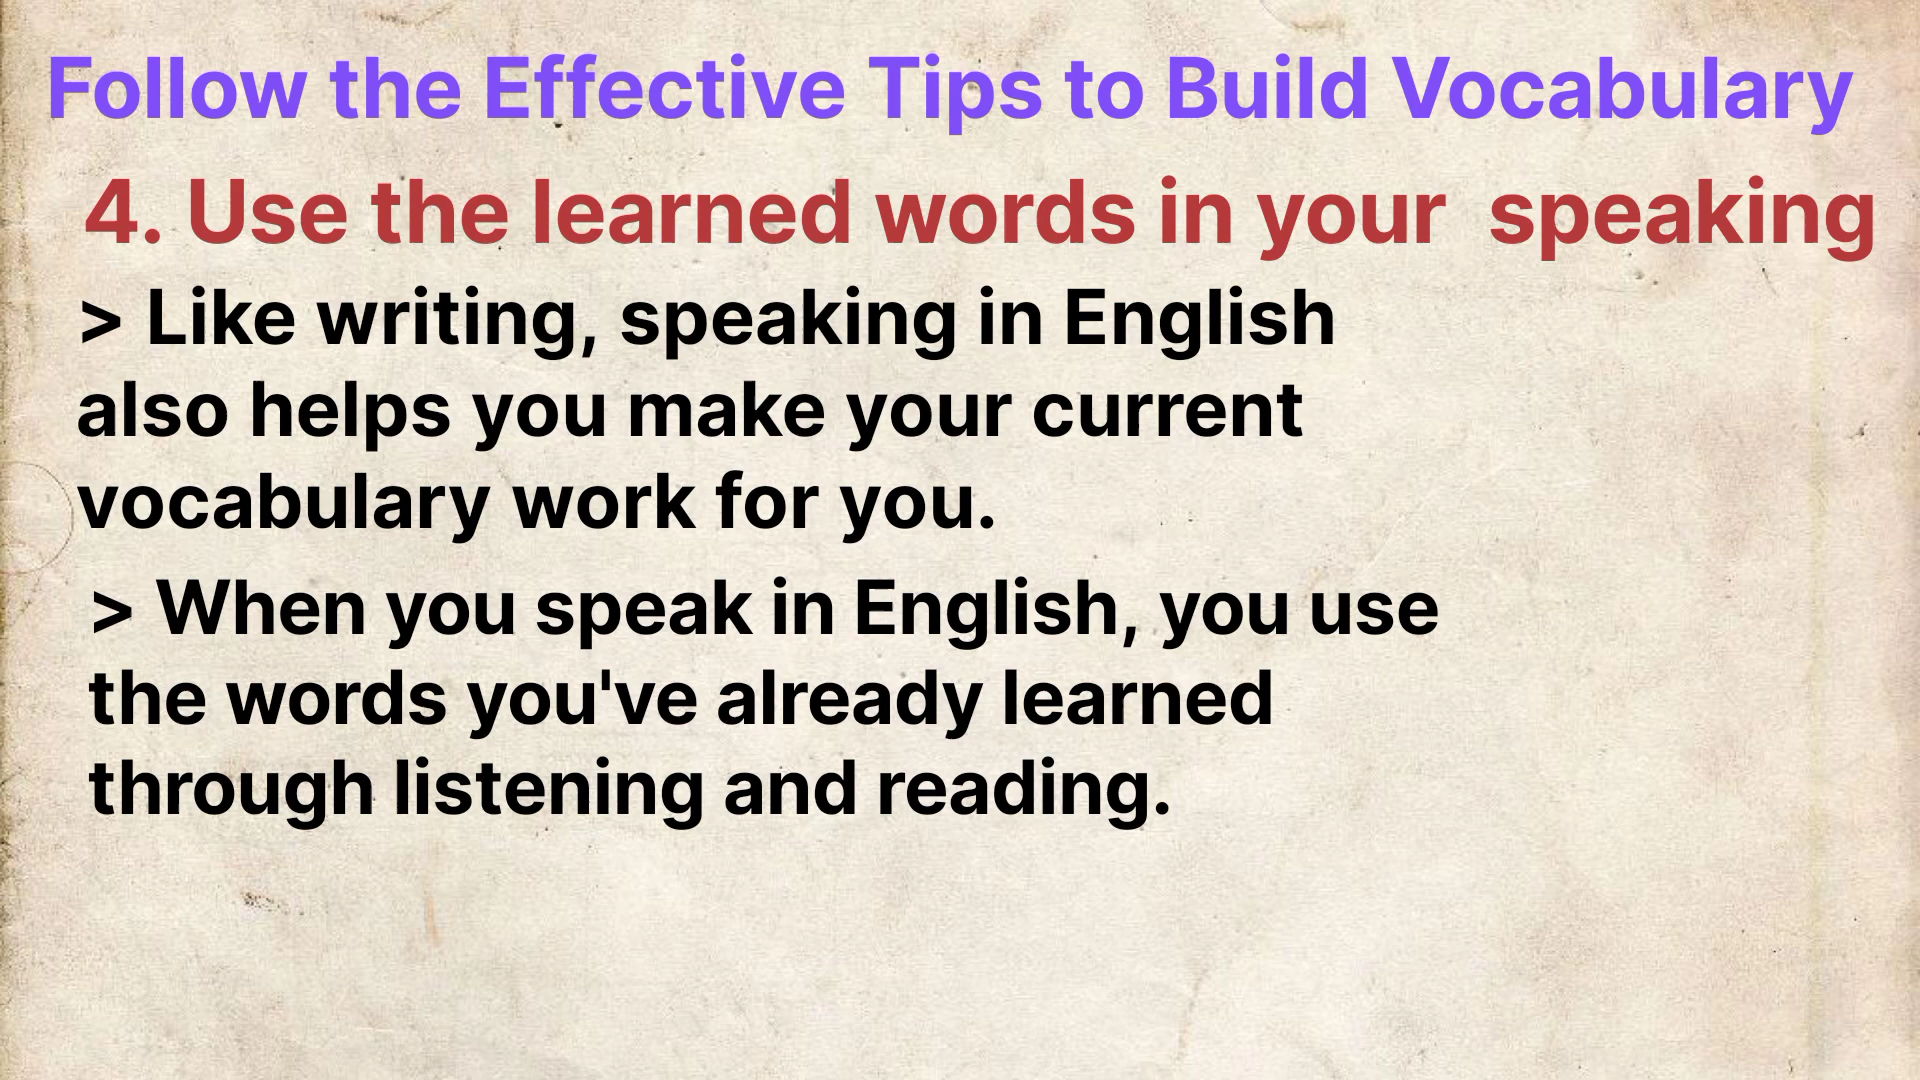 Follow the Effective Tips to Build Vocabulary
4. Use the learned words in your  speaking
> Like writing, speaking in English
also helps you make your current
vocabulary work for you.
> When you speak in English, you use
the words you've already learned
through listening and reading.